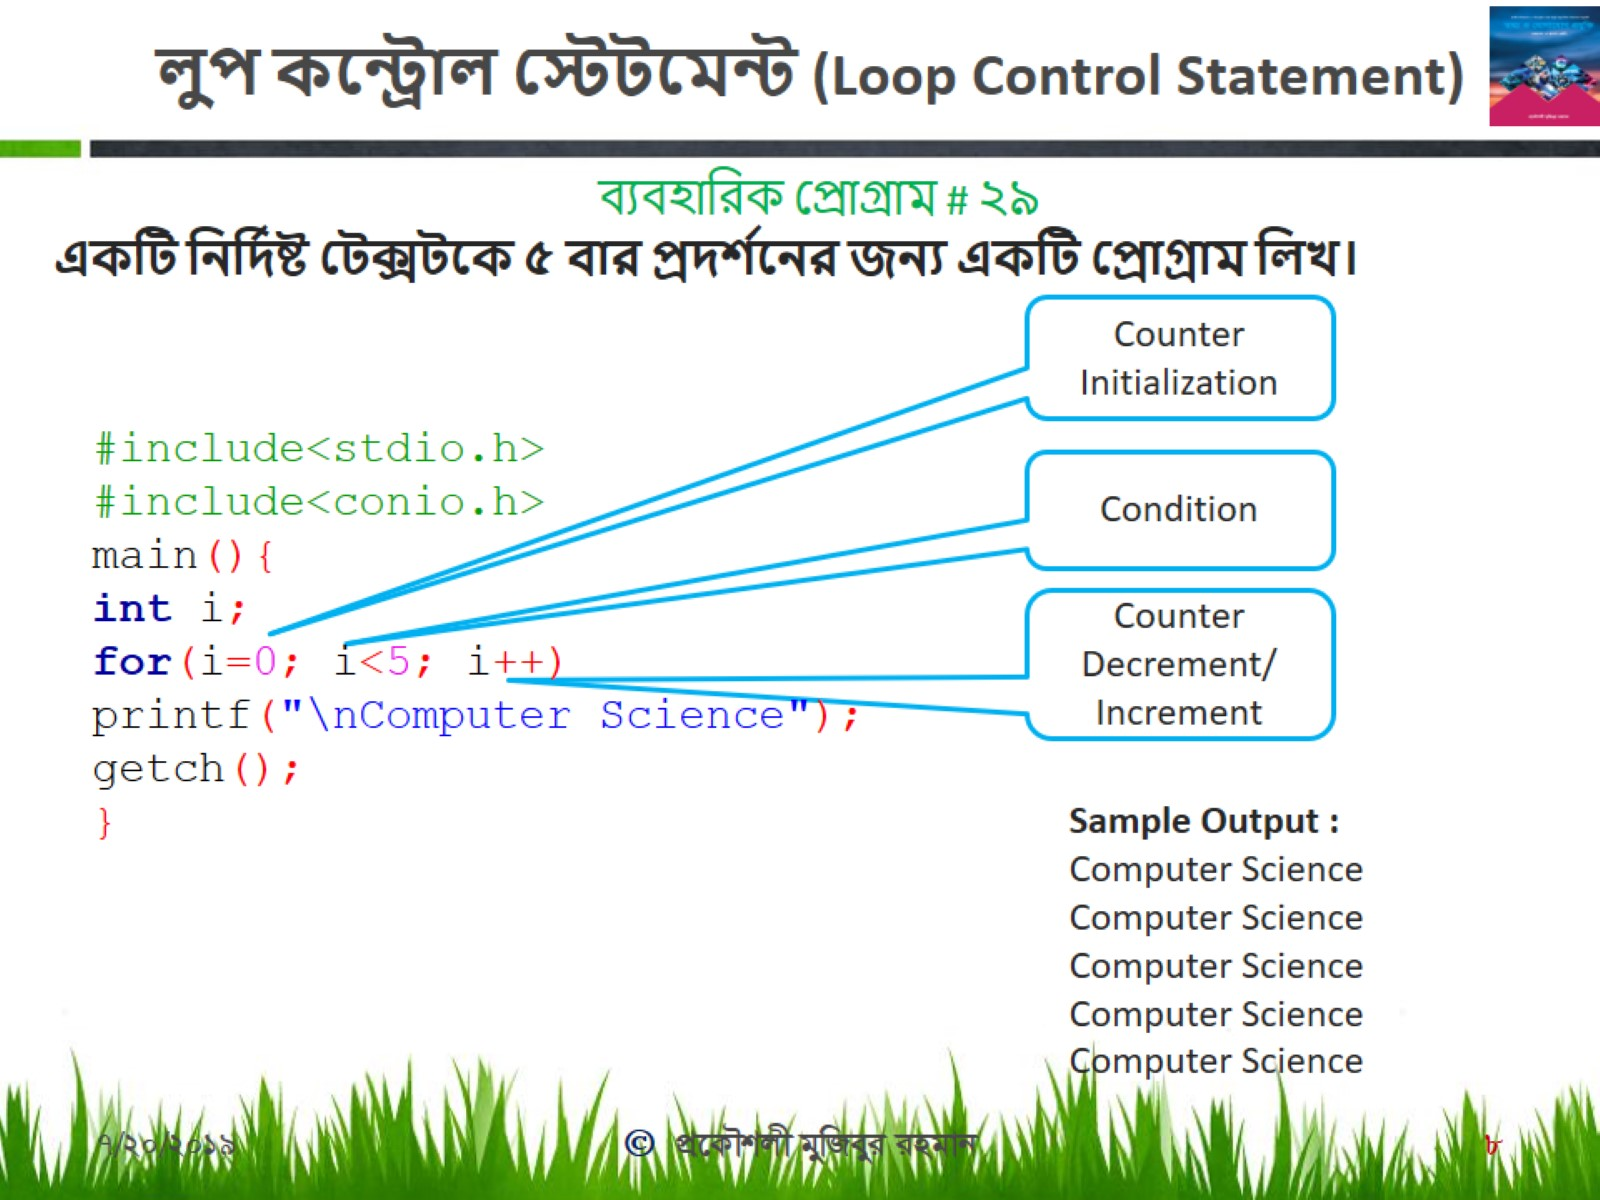 লুপ কন্ট্রোল স্টেটমেন্ট (Loop Control Statement)
ব্যবহারিক প্রোগ্রাম # ২৯
একটি নির্দিষ্ট টেক্সটকে ৫ বার প্রদর্শনের জন্য একটি প্রোগ্রাম লিখ।
Counter
Initialization
Condition
Counter
Decrement/
Increment
#include<stdio.h>
#include<conio.h>
main(){
int i;
for(i=0; i<5; i++)
printf("\nComputer Science");
getch();
}
Sample Output :
Computer Science
Computer Science
Computer Science
Computer Science
Computer Science
৭/২০/২০১৯
© প্রকৌশলী মুজিবুর রহমান
৮